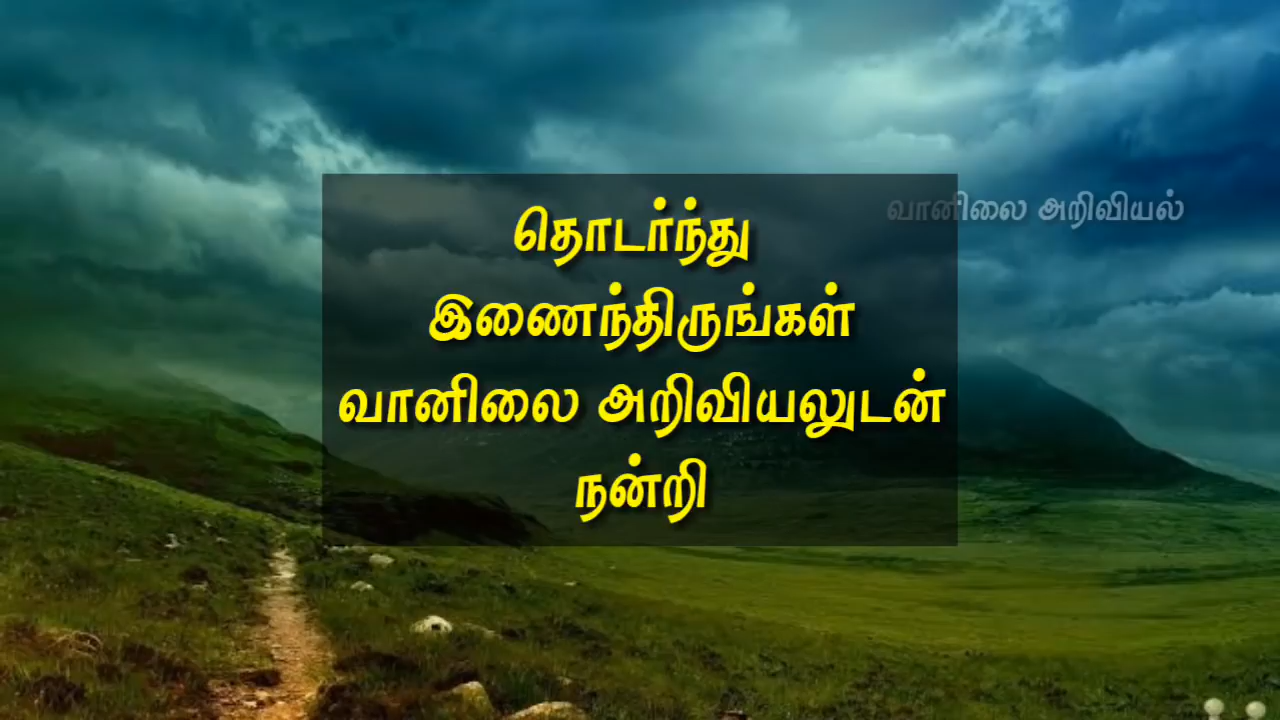 வானிலை அறிவியல்
தொடர்ந்து
இணைந்திருங்கள்
வானிலை அறிவியலுடன்
நன்றி